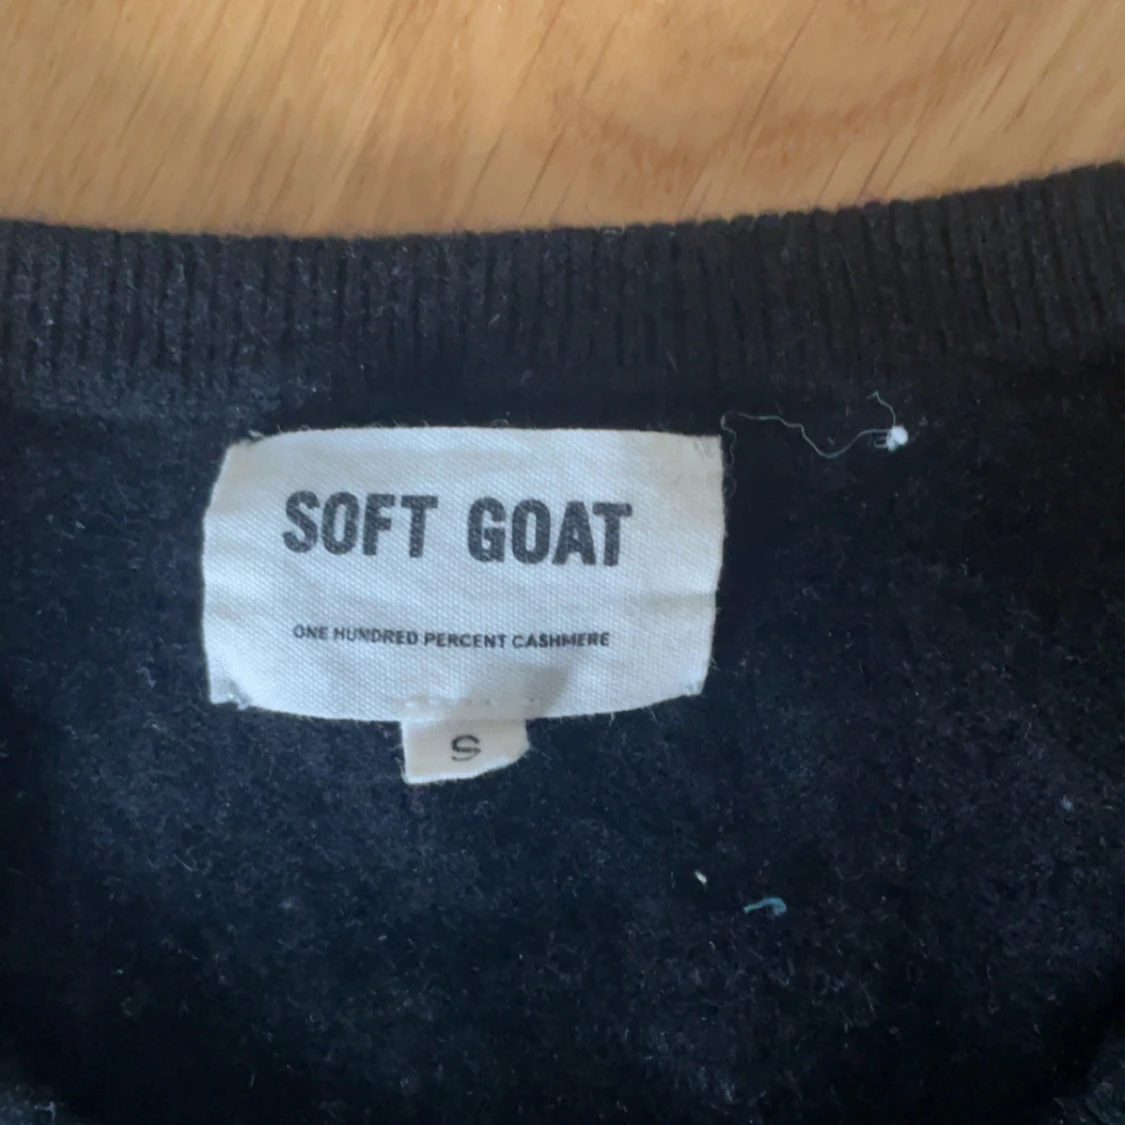 SOFT GOAT
ONE HUNDRED PERCENT CASHMERE
S